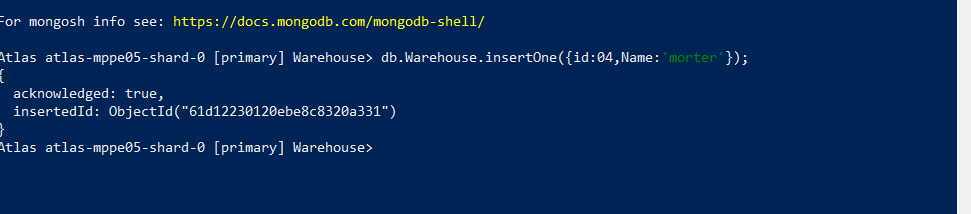 For mongosh info see: https://docs.mongodb.com/mongodb-shell/
Atlas atlas-mppe05-shard-0 [primary] Warehouse> db.Warehouse.insertOne({id:04,Name:'morter'});
{
  acknowledged: true,
  insertedId: ObjectId("61d12230120ebe8c8320a331")
}
Atlas atlas-mppe05-shard-0 [primary] Warehouse>